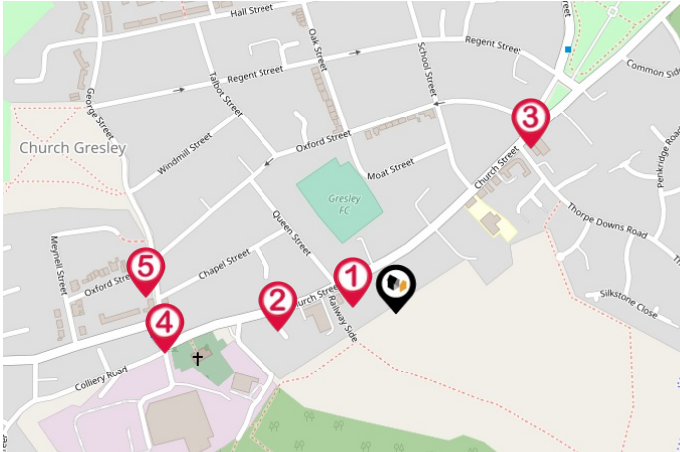 Hall Street
Oak Street
Regent Street
School Street
Common Side
Regent Street
Talbot Street
George Street
3
Oxford Street
Church Gresley
Windmill Street
Moat Street
Church Street
Penkridge Road
Gresley
FC
Thorpe Downs Road
Queen Street
Meynell Street
Chapel Street
5
Oxford Street
1
2
hurch Street
Railway Side
Silkstone Close
4
Colliery Road